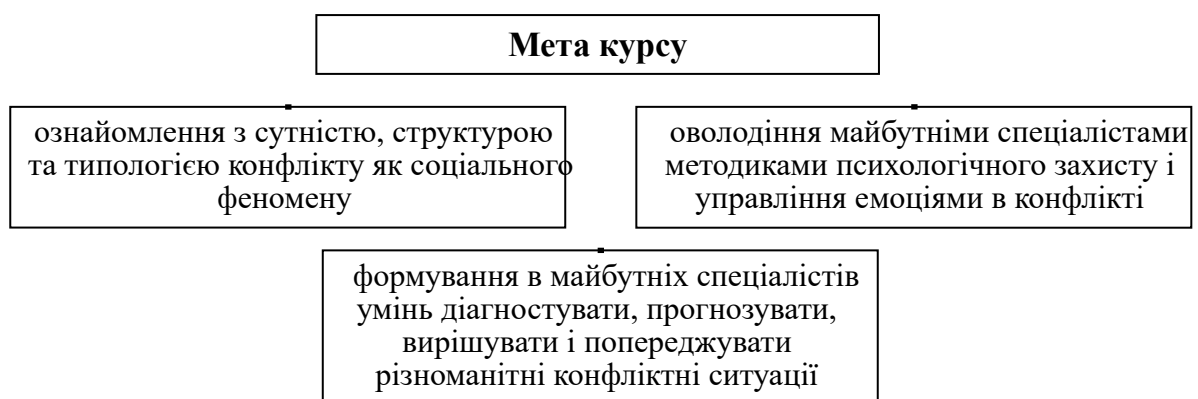 Мета курсу
ознайомлення з сутністю, структурою
та типологією конфлікту як соціального
феномену
оволодіння майбутніми спеціалістами
методиками психологічного захисту і
управління емоціями в конфлікті
формування в майбутніх спеціалістів
умінь діагностувати, прогнозувати,
вирішувати і попереджувати
різноманітні конфліктні ситуації